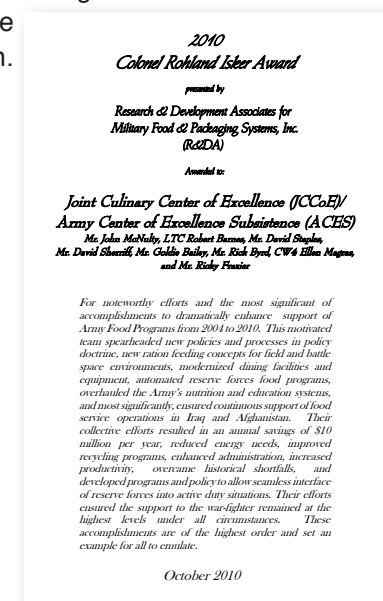 e
n.
2010
Colonel Rohland Isker Award
presented by
Research & Development Associates for
Military Food & Packaging Systems, Inc.
(R&DA)
Awarded to:
Joint Culinary Center of Excellence (JCCoE)/
Army Center of Excellence Subsistence (ACES)
Mr. John McNulty, LTC Robert Barnes, Mr. David Staples,
Mr. David Sherriff, Mr. Goldie Bailey, Mr. Rick Byrd, CW4 Ellen Magras,
and Mr. Ricky Frazier
For noteworthy efforts and the most significant of
accomplishments to dramatically enhance support of
Army Food Programs from 2004 to 2010. This motivated
team spearheaded new policies and processes in policy
doctrine, new ration feeding concepts for field and battle
space environments, modernized dining facilities and
equipment, automated reserve forces food programs,
overhauled the Army's nutrition and education systems,
and most significantly, ensured continuous support of food
service operations in Iraq and Afghanistan. Their
collective efforts resulted in an annual savings of $10
million per year, reduced energy needs, improved
recycling programs, enhanced administration, increased
productivity, overcame historical shortfalls, and
developed programs and policy to allow seamless interface
of reserve forces into active duty situations. Their efforts
ensured the support to the war-fighter remained at the
highest levels under all circumstances. These
accomplishments are of the highest order and set an
example for all to emulate.
October 2010